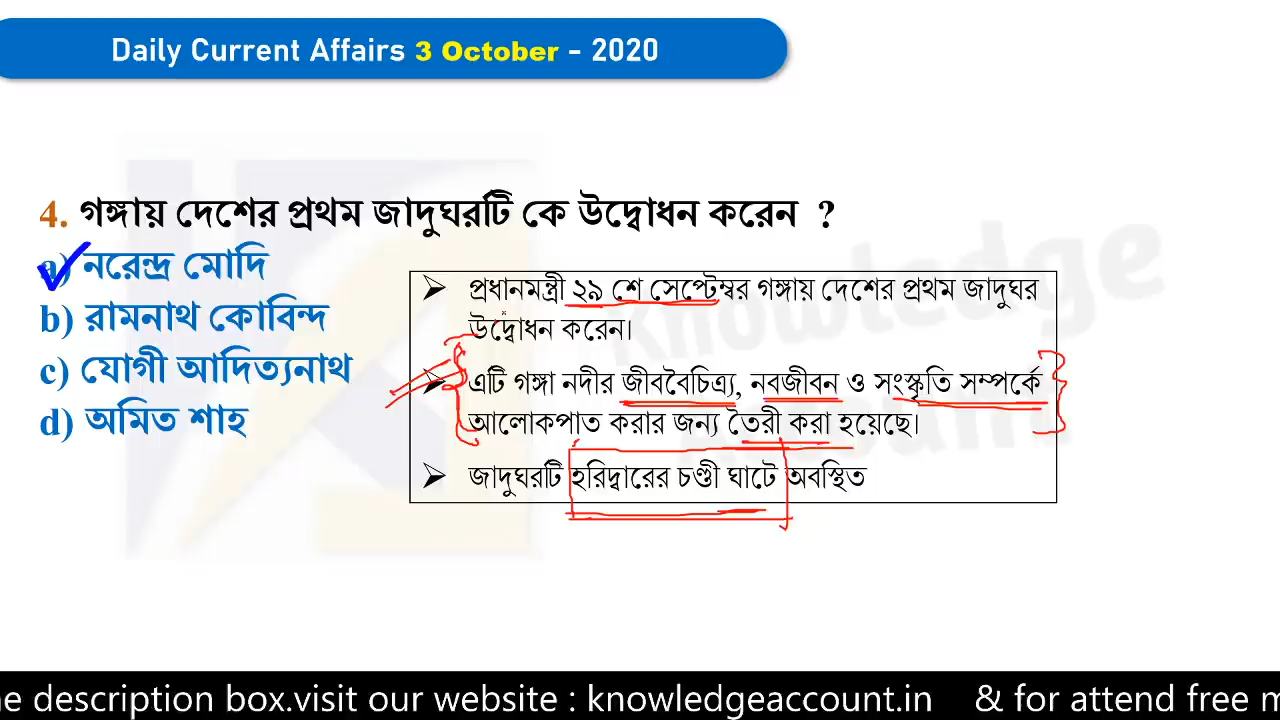 Daily Current Affairs 3 October - 2020
4. গঙ্গায় দেশের প্রথম জাদুঘরটি কে উদ্বোধন করেন ?
a) নরেন্দ্র মোদি
b) রামনাথ কোবিন্দ
c) যোগী আদিত্যনাথ
d) অমিত শাহ
➢ প্রধানমন্ত্রী ২৯ শে সেপ্টেম্বর গঙ্গায় দেশের প্রথম জাদুঘর
উদ্বোধন করেন।
➢ এটি গঙ্গা নদীর জীববৈচিত্র্য, নবজীবন ও সংস্কৃতি সম্পর্কে
আলোকপাত করার জন্য তৈরী করা হয়েছে।
➢ জাদুঘরটি হরিদ্বারের চণ্ডী ঘাটে অবস্থিত
Knowledge
Account
description box.visit our website : knowledgeaccount.in & for attend free